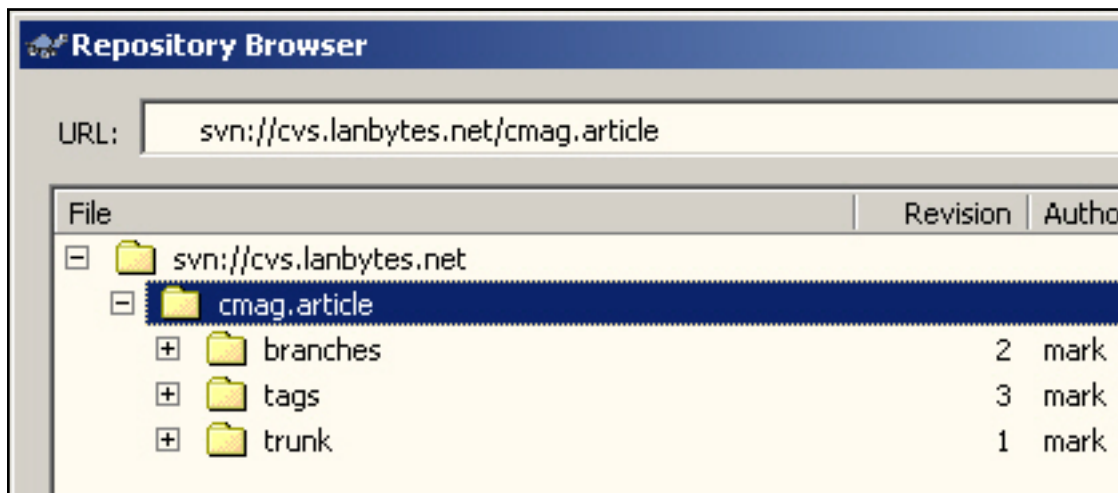 Repository Browser
URL: svn://cvs.lanbytes.net/cmag.article
File Revision Autho
svn://cvs.lanbytes.net
cmag.article
branches 2 mark
tags 3 mark
trunk 1 mark